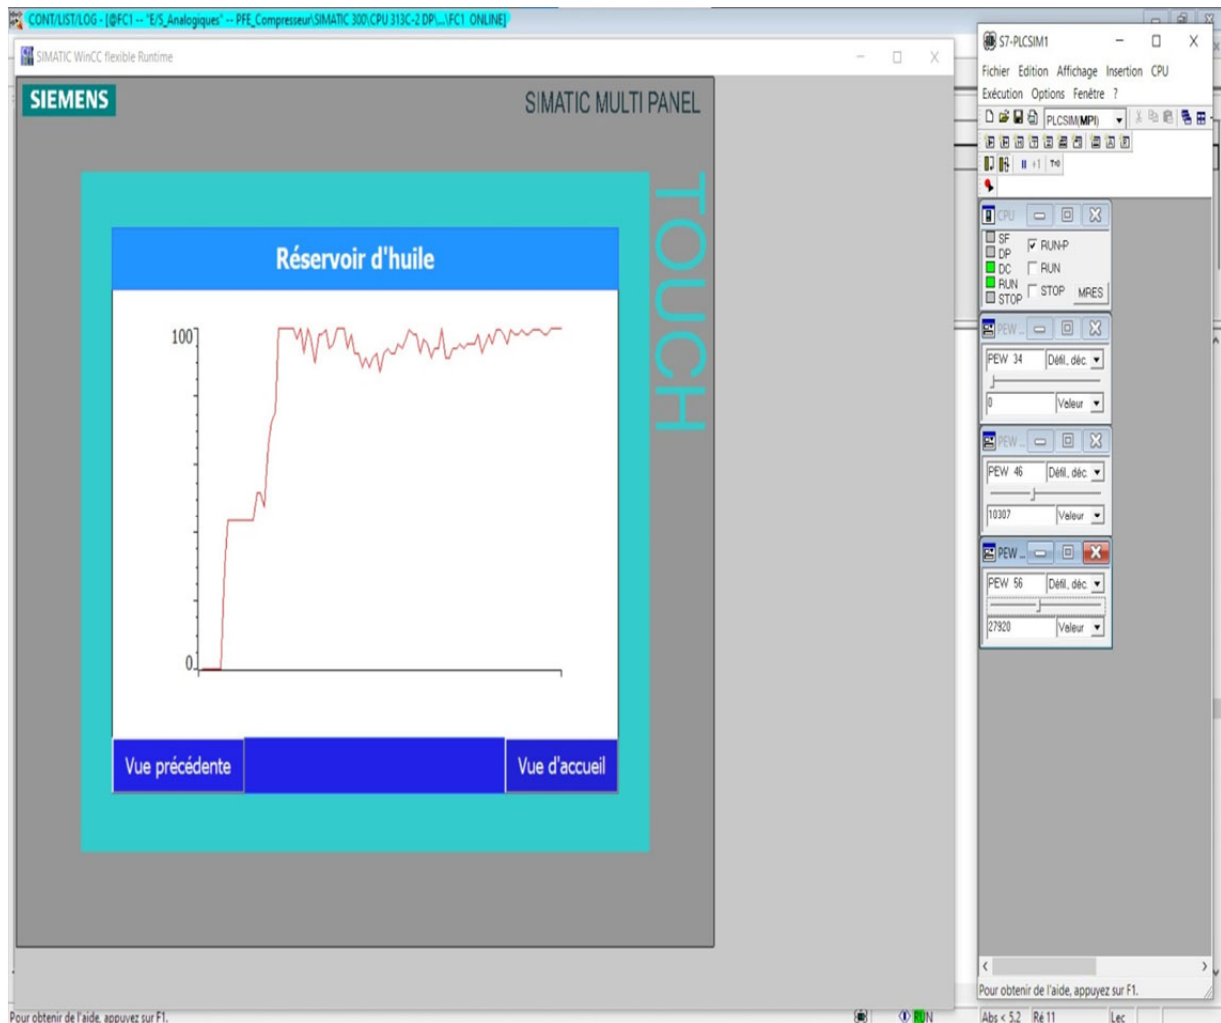 CONT/LIST/LOG - [@FC1 -- "E/S_Analogiques" -- PFE_Compresseur\SIMATIC 300\CPU 313C-2 DP\...\FC1 ONLINE]
SIMATIC WinCC flexible Runtime
SIEMENS
SIMATIC MULTI PANEL
TOUCH
Réservoir d'huile
100
0
Vue précédente
Vue d'accueil
S7-PLCSIM1
Fichier Edition Affichage Insertion CPU
Exécution Options Fenêtre ?
PLCSIM(MPI)
+1 T=0
CPU
SF
DP
DC
RUN
STOP
RUN-P
RUN
STOP
MRES
PEW ...
PEW 34 Défil., déc.
0 Valeur
PEW ...
PEW 46 Défil., déc.
10307 Valeur
PEW ...
PEW 56 Défil., déc.
27920 Valeur
Pour obtenir de l'aide, appuyez sur F1.
Pour obtenir de l'aide, appuyez sur F1.
RUN
Abs < 5.2 Ré 11 Lec